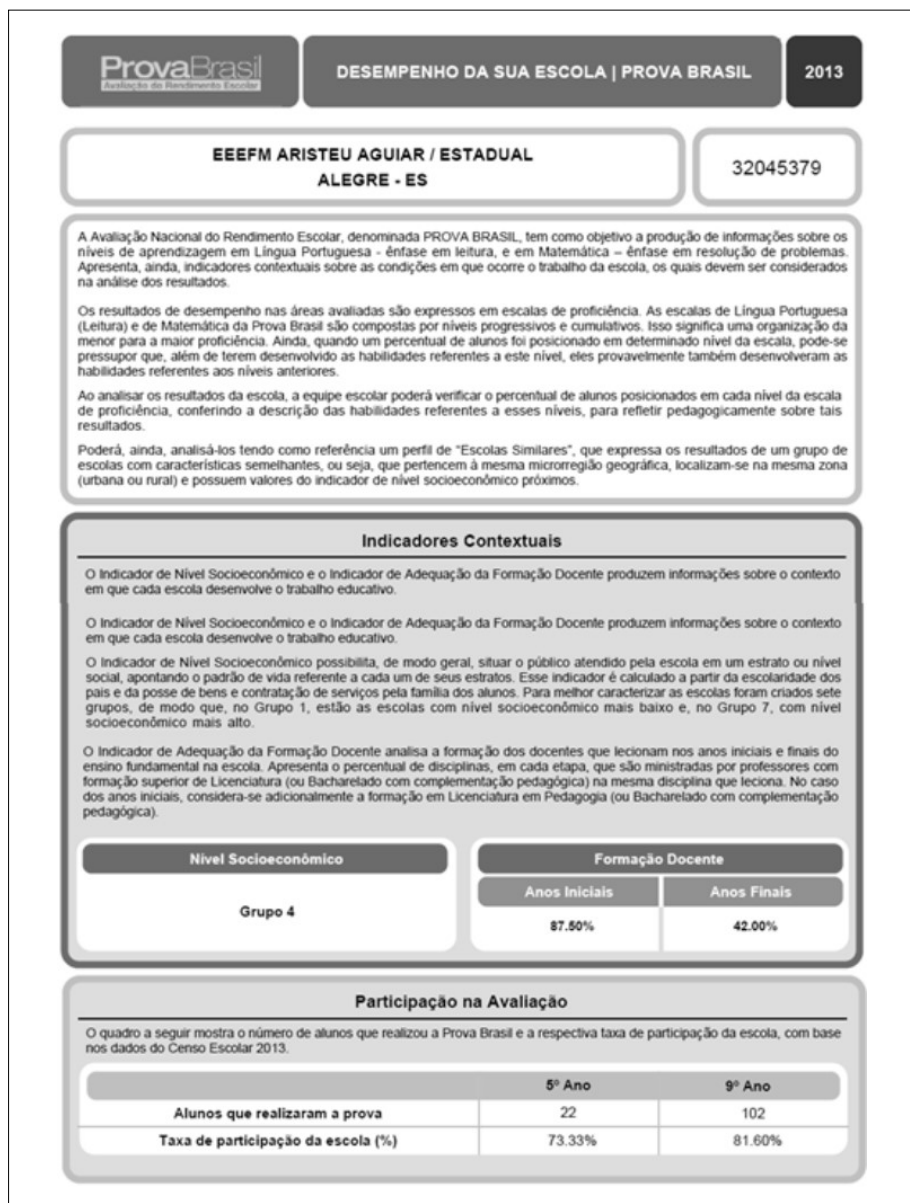 ProvaBrasil
Avaliação do Rendimento Escolar
DESEMPENHO DA SUA ESCOLA | PROVA BRASIL
2013
EEEFM ARISTEU AGUIAR / ESTADUAL
ALEGRE - ES
32045379
A Avaliação Nacional do Rendimento Escolar, denominada PROVA BRASIL, tem como objetivo a produção de informações sobre os
níveis de aprendizagem em Língua Portuguesa - ênfase em leitura, e em Matemática – ênfase em resolução de problemas.
Apresenta, ainda, indicadores contextuais sobre as condições em que ocorre o trabalho da escola, os quais devem ser considerados
na análise dos resultados.
Os resultados de desempenho nas áreas avaliadas são expressos em escalas de proficiência. As escalas de Língua Portuguesa
(Leitura) e de Matemática da Prova Brasil são compostas por níveis progressivos e cumulativos. Isso significa uma organização da
menor para a maior proficiência. Ainda, quando um percentual de alunos foi posicionado em determinado nível da escala, pode-se
pressupor que, além de terem desenvolvido as habilidades referentes a este nível, eles provavelmente também desenvolveram as
habilidades referentes aos níveis anteriores.
Ao analisar os resultados da escola, a equipe escolar poderá verificar o percentual de alunos posicionados em cada nível da escala
de proficiência, conferindo a descrição das habilidades referentes a esses níveis, para refletir pedagogicamente sobre tais
resultados.
Poderá, ainda, analisá-los tendo como referência um perfil de "Escolas Similares", que expressa os resultados de um grupo de
escolas com características semelhantes, ou seja, que pertencem à mesma microrregião geográfica, localizam-se na mesma zona
(urbana ou rural) e possuem valores do indicador de nível socioeconômico próximos.
Indicadores Contextuais
O Indicador de Nível Socioeconômico e o Indicador de Adequação da Formação Docente produzem informações sobre o contexto
em que cada escola desenvolve o trabalho educativo.
O Indicador de Nível Socioeconômico e o Indicador de Adequação da Formação Docente produzem informações sobre o contexto
em que cada escola desenvolve o trabalho educativo.
O Indicador de Nível Socioeconômico possibilita, de modo geral, situar o público atendido pela escola em um estrato ou nível
social, apontando o padrão de vida referente a cada um de seus estratos. Esse indicador é calculado a partir da escolaridade dos
pais e da posse de bens e contratação de serviços pela família dos alunos. Para melhor caracterizar as escolas foram criados sete
grupos, de modo que, no Grupo 1, estão as escolas com nível socioeconômico mais baixo e, no Grupo 7, com nível
socioeconômico mais alto.
O Indicador de Adequação da Formação Docente analisa a formação dos docentes que lecionam nos anos iniciais e finais do
ensino fundamental na escola. Apresenta o percentual de disciplinas, em cada etapa, que são ministradas por professores com
formação superior de Licenciatura (ou Bacharelado com complementação pedagógica) na mesma disciplina que leciona. No caso
dos anos iniciais, considera-se adicionalmente a formação em Licenciatura em Pedagogia (ou Bacharelado com complementação
pedagógica).
Nível Socioeconômico
Grupo 4
Formação Docente
Anos Iniciais Anos Finais
87.50% 42.00%
Participação na Avaliação
O quadro a seguir mostra o número de alunos que realizou a Prova Brasil e a respectiva taxa de participação da escola, com base
nos dados do Censo Escolar 2013.
5º Ano 9º Ano
Alunos que realizaram a prova 22 102
Taxa de participação da escola (%) 73.33% 81.60%